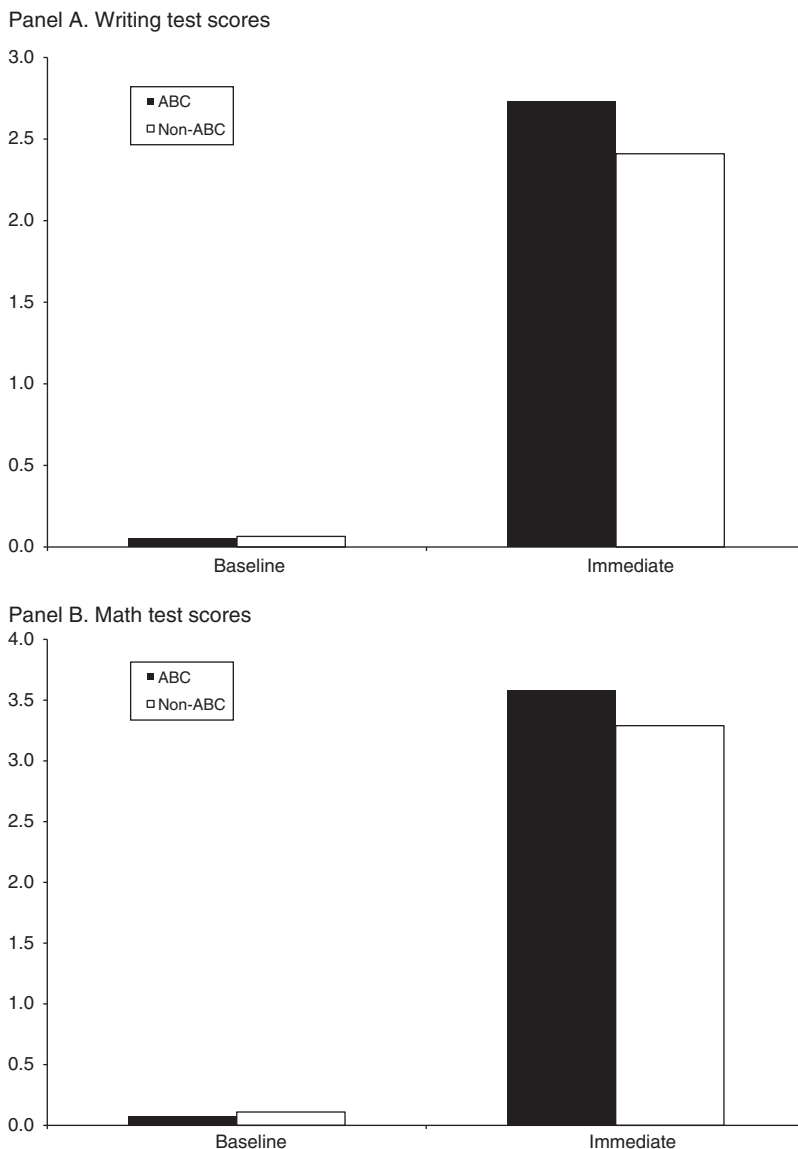 Panel A. Writing test scores
3.0
ABC
Non-ABC
2.5
2.0
1.5
1.0
0.5
0.0
Baseline Immediate
Panel B. Math test scores
4.0
ABC
Non-ABC
3.5
3.0
2.5
2.0
1.5
1.0
0.5
0.0
Baseline Immediate